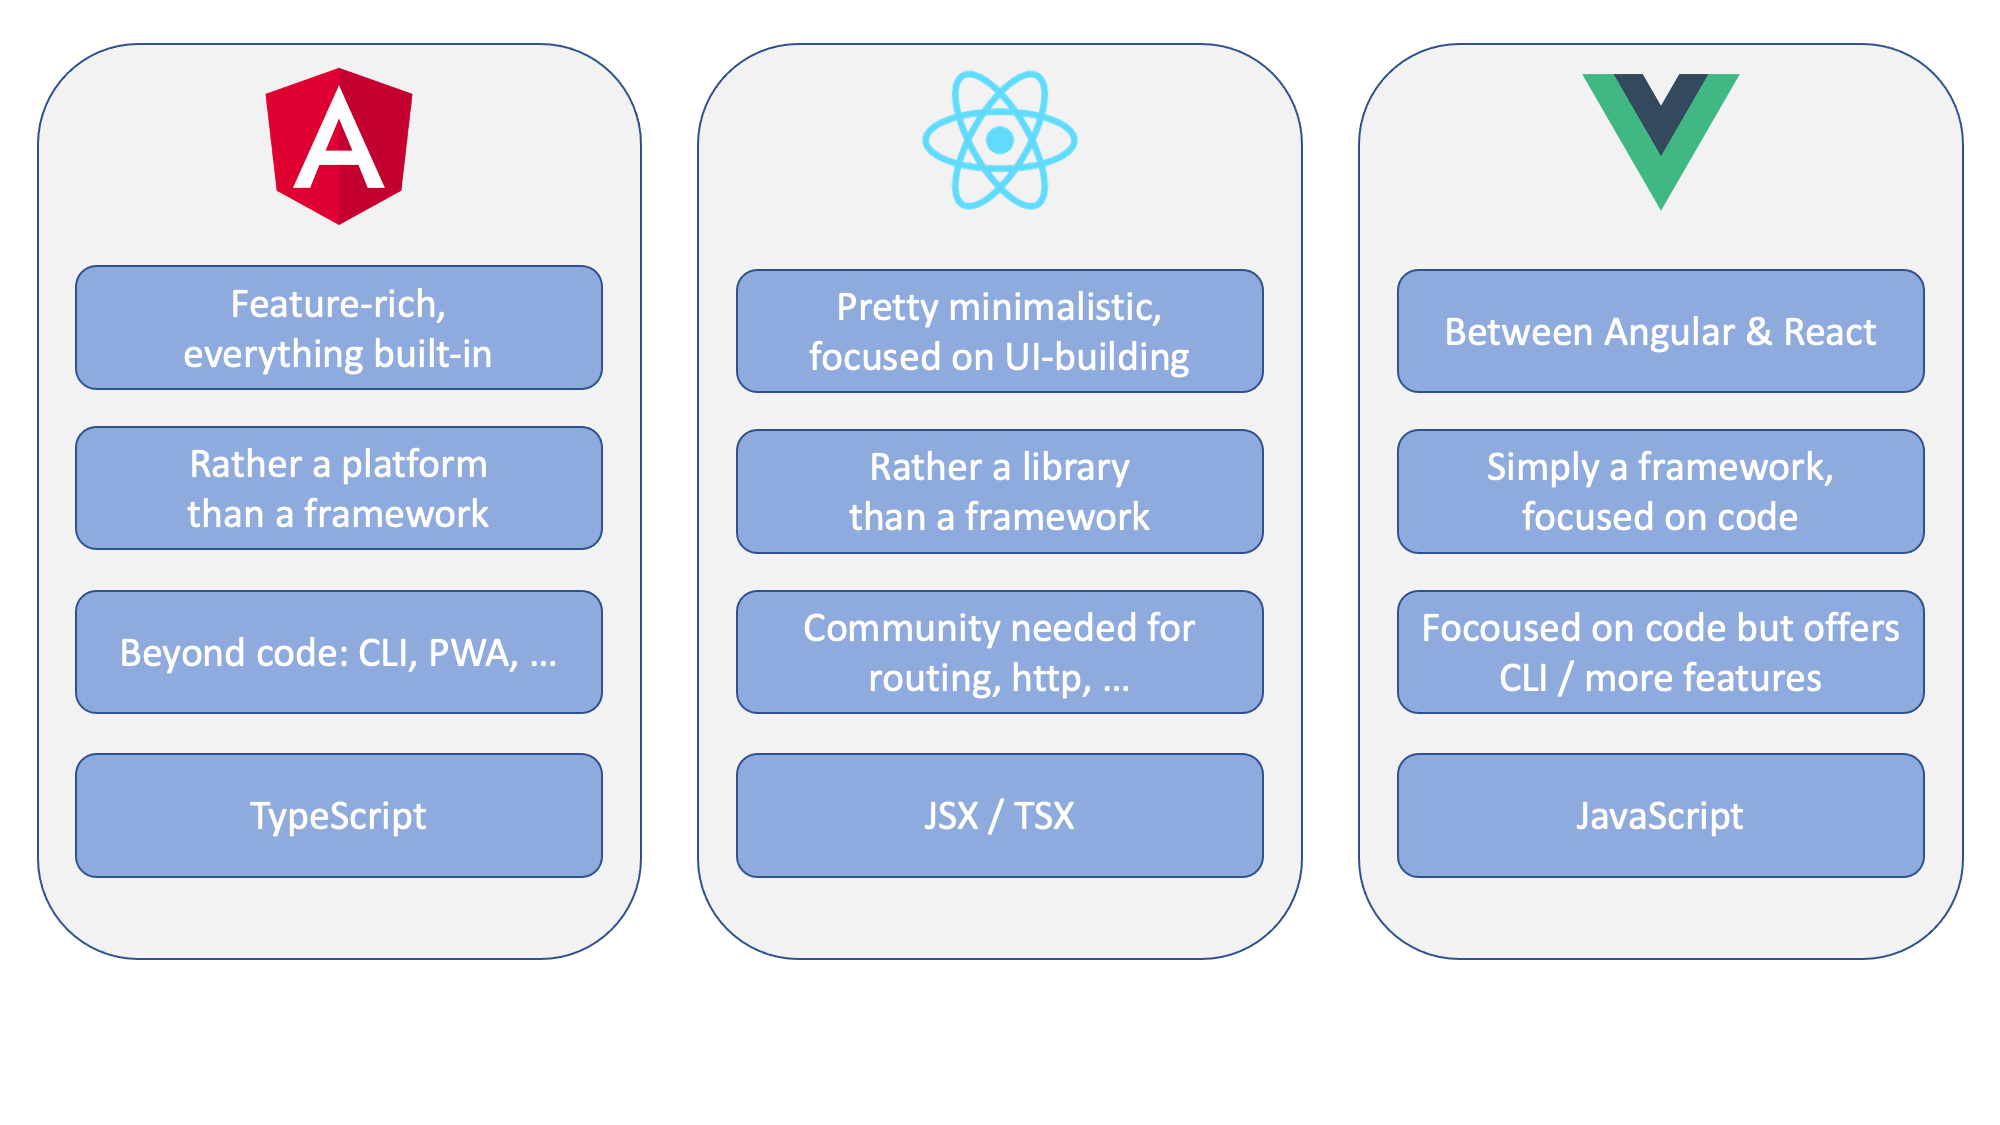 A
Feature-rich,
everything built-in
Rather a platform
than a framework
Beyond code: CLI, PWA, ...
TypeScript
Pretty minimalistic,
focused on UI-building
Rather a library
than a framework
Community needed for
routing, http, ...
JSX / TSX
Between Angular & React
Simply a framework,
focused on code
Focoused on code but offers
CLI / more features
JavaScript